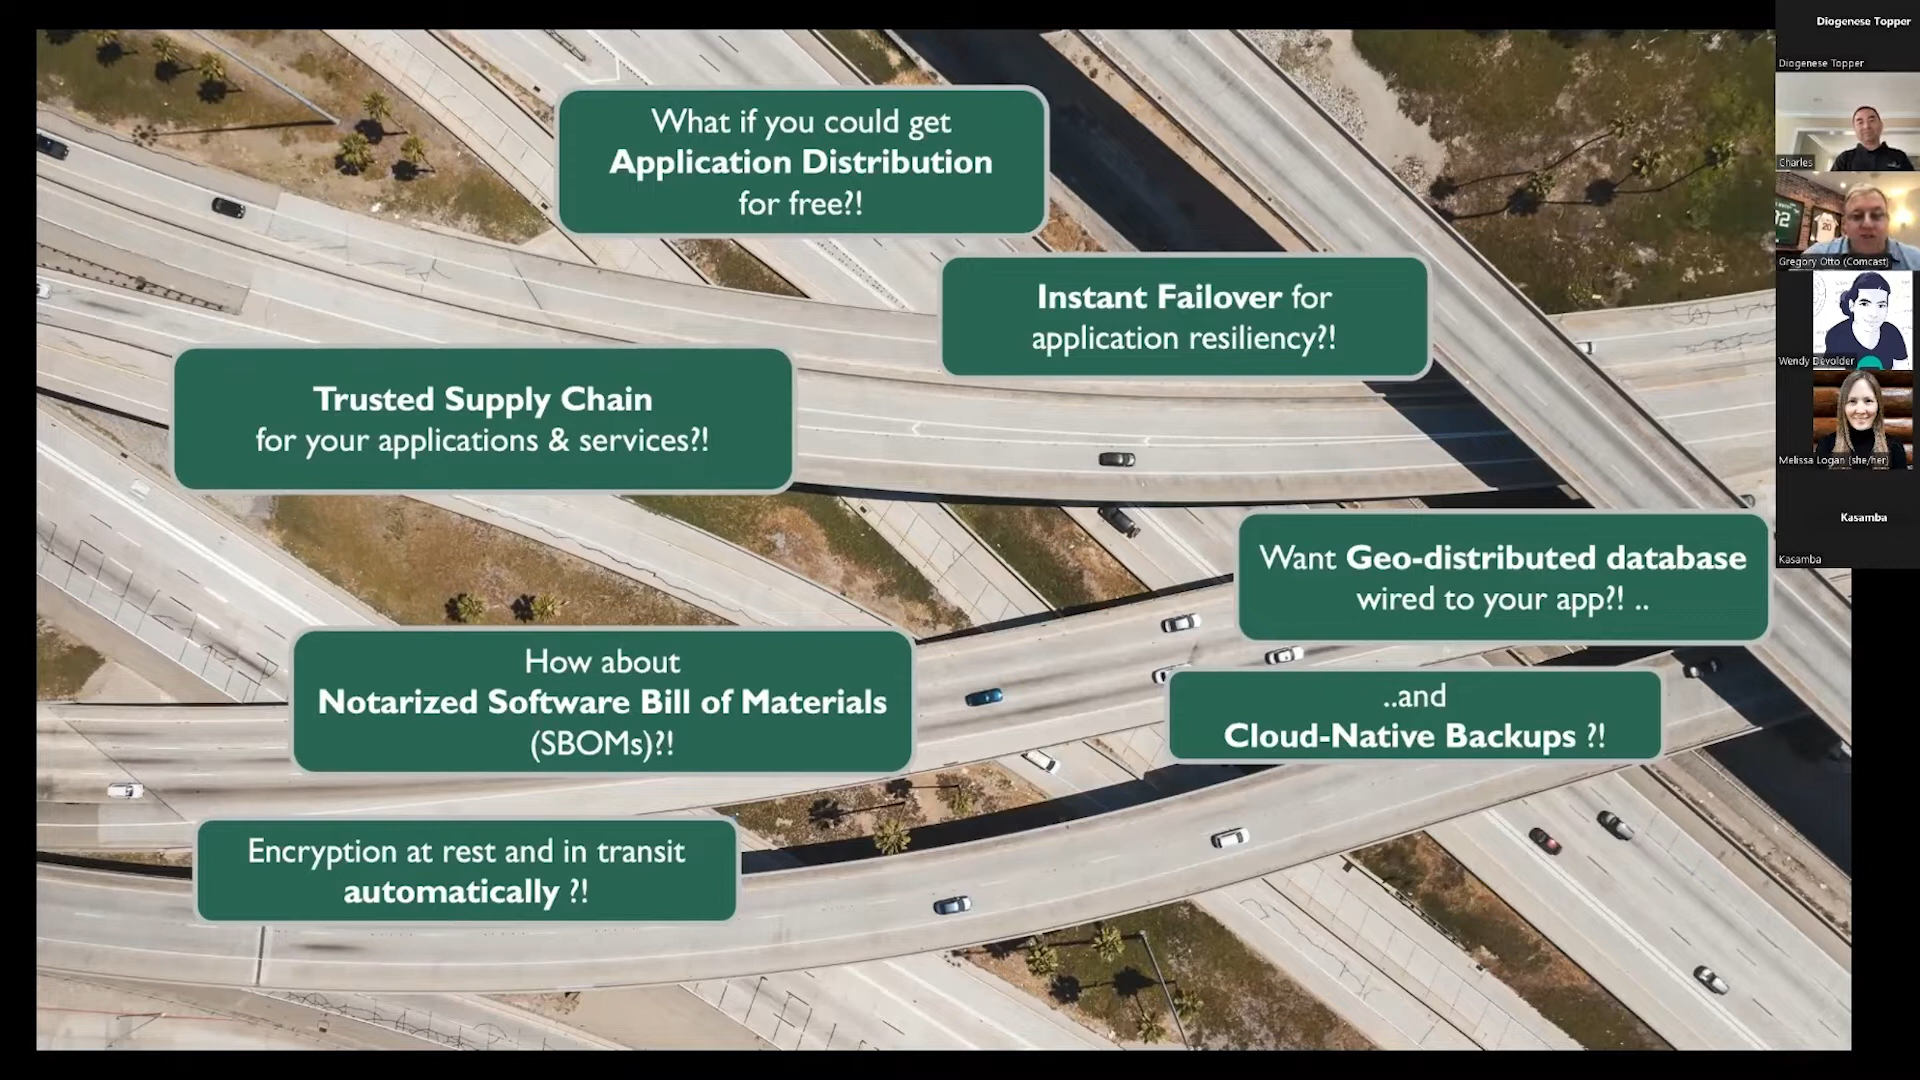 What if you could get
Application Distribution
for free?!
Instant Failover for
application resiliency?!
Trusted Supply Chain
for your applications & services?!
Want Geo-distributed database
wired to your app?! ..
How about
Notarized Software Bill of Materials
(SBOMs)?!
..and
Cloud-Native Backups ?!
Encryption at rest and in transit
automatically ?!
Diogenese Topper
Diogenese Topper
Charles
Gregory Otto (Comcast)
Wendy Devolder
Melissa Logan (she/her)
Kasamba
Kasamba